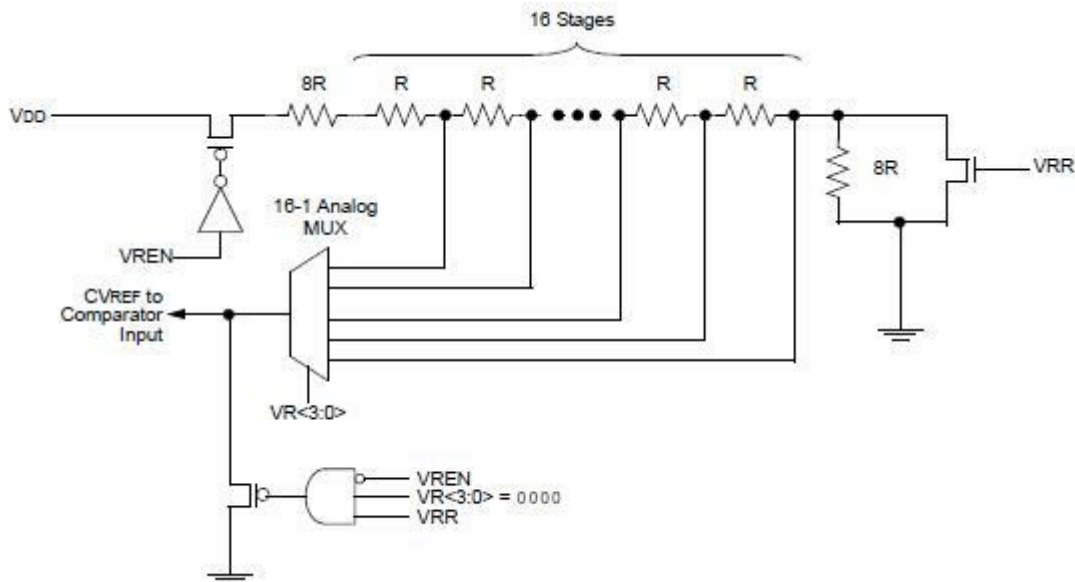 16 Stages
8R R R R R
VDD
8R
VRR
16-1 Analog
MUX
VREN
CVREF to
Comparator
Input
VR<3:0>
VREN
VR<3:0> = 0000
VRR